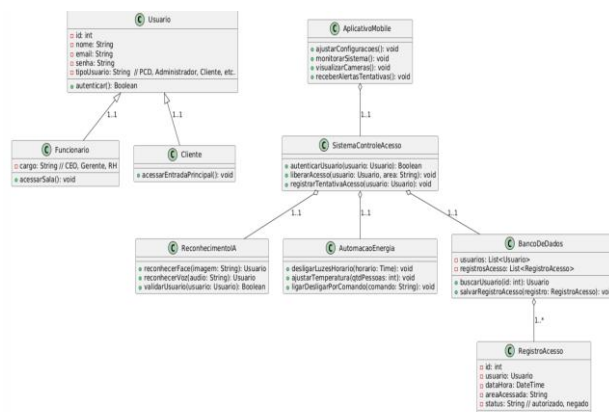 C Usuario
id: int
nome: String
email: String
senha: String
tipoUsuario: String // PCD, Administrador, Cliente, etc.
autenticar(): Boolean
C AplicativoMobile
ajustarConfiguracoes(): void
monitorarSistema(): void
visualizarCameras(): void
receberAlertasTentativas(): void
1..1
1..1
1..1
C Funcionario
cargo: String // CEO, Gerente, RH
acessarSala(): void
C Cliente
acessarEntradaPrincipal(): void
C SistemaControleAcesso
autenticarUsuario(usuario: Usuario): Boolean
liberarAcesso(usuario: Usuario, area: String): void
registrarTentativaAcesso(usuario: Usuario): void
1..1
1..1
1..1
C ReconhecimentoIA
reconhecerFace(imagem: String): Usuario
reconhecerVoz(audio: String): Usuario
validarUsuario(usuario: Usuario): Boolean
C AutomacaoEnergia
desligarLuzesHorario(horario: Time): void
ajustarTemperatura(qtdPessoas: int): void
ligarDesligarPorComando(comando: String): void
C BancoDeDados
usuarios: List<Usuario>
registrosAcesso: List<RegistroAcesso>
buscarUsuario(id: int): Usuario
salvarRegistroAcesso(registro: RegistroAcesso): vo
1..*
C RegistroAcesso
id: int
usuario: Usuario
dataHora: DateTime
areaAcessada: String
status: String // autorizado, negado